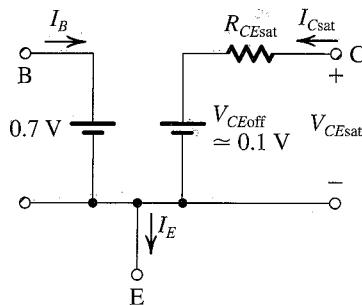 I_B
R_CEsat
I_Csat
B
C
+
0.7 V
V_CEoff
≃ 0.1 V
V_CEsat
−
I_E
E